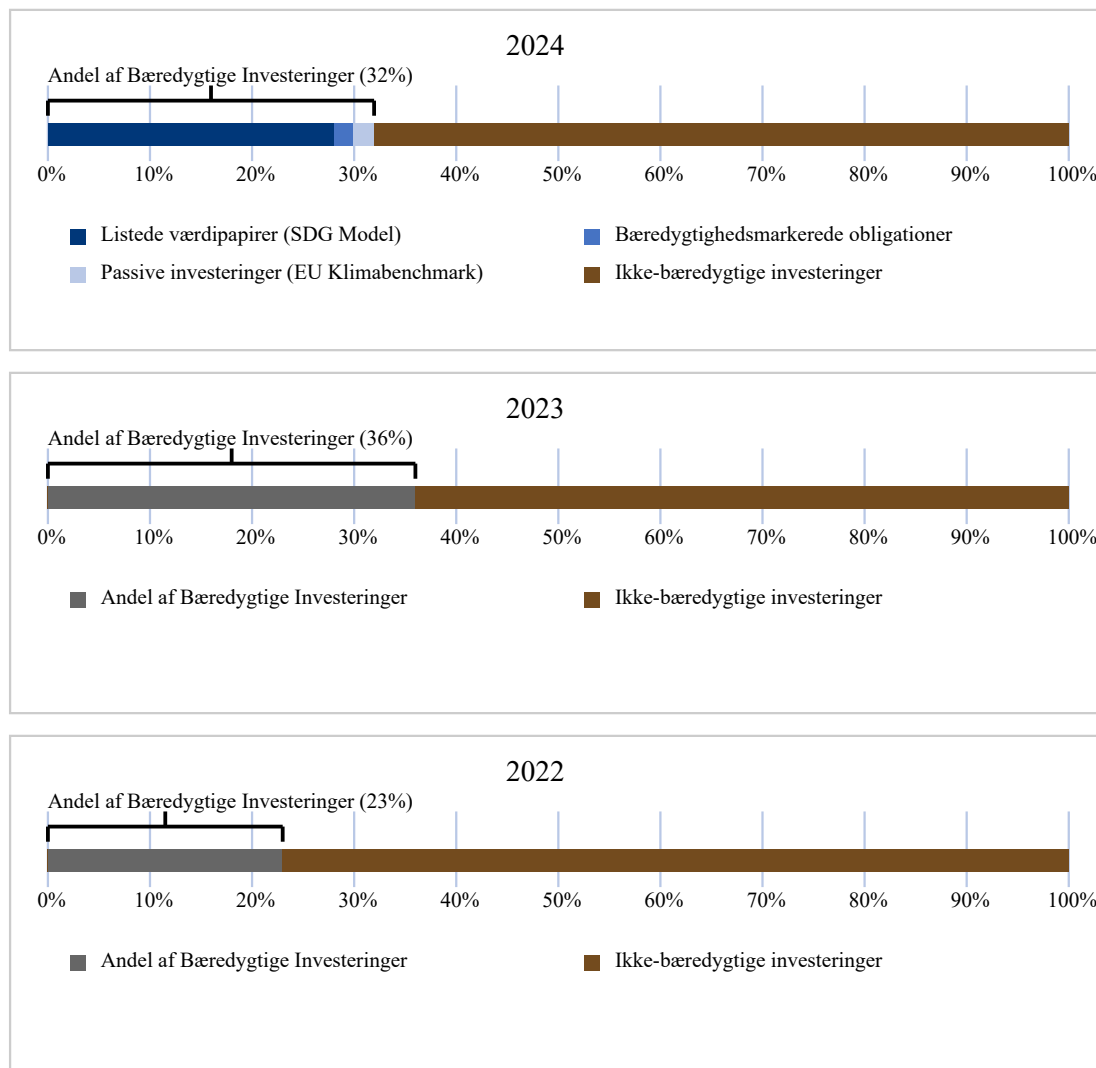 2024
Andel af Bæredygtige Investeringer (32%)
0% 10% 20% 30% 40% 50% 60% 70% 80% 90% 100%
Listede værdipapirer (SDG Model) Bæredygtighedsmarkerede obligationer
Passive investeringer (EU Klimabenchmark) Ikke-bæredygtige investeringer
2023
Andel af Bæredygtige Investeringer (36%)
0% 10% 20% 30% 40% 50% 60% 70% 80% 90% 100%
Andel af Bæredygtige Investeringer Ikke-bæredygtige investeringer
2022
Andel af Bæredygtige Investeringer (23%)
0% 10% 20% 30% 40% 50% 60% 70% 80% 90% 100%
Andel af Bæredygtige Investeringer Ikke-bæredygtige investeringer